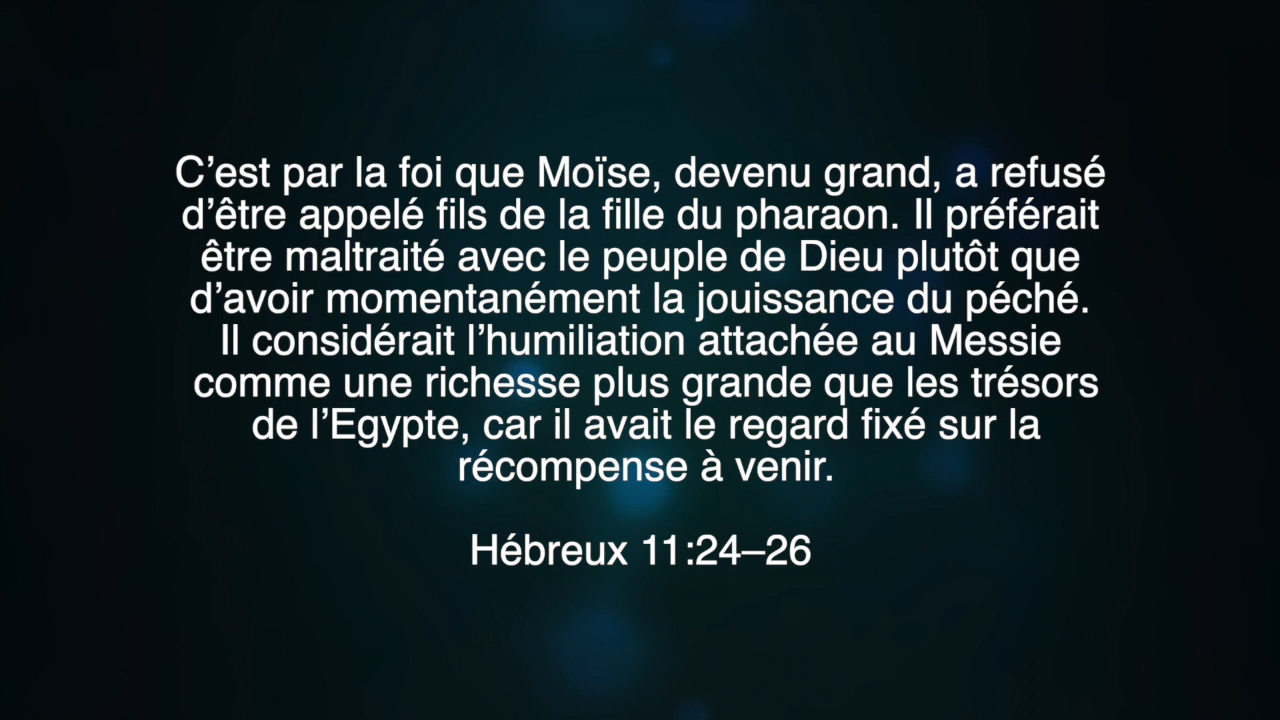 C’est par la foi que Moïse, devenu grand, a refusé
d’être appelé fils de la fille du pharaon. Il préférait
être maltraité avec le peuple de Dieu plutôt que
d’avoir momentanément la jouissance du péché.
Il considérait l’humiliation attachée au Messie
comme une richesse plus grande que les trésors
de l’Egypte, car il avait le regard fixé sur la
récompense à venir.
Hébreux 11:24–26